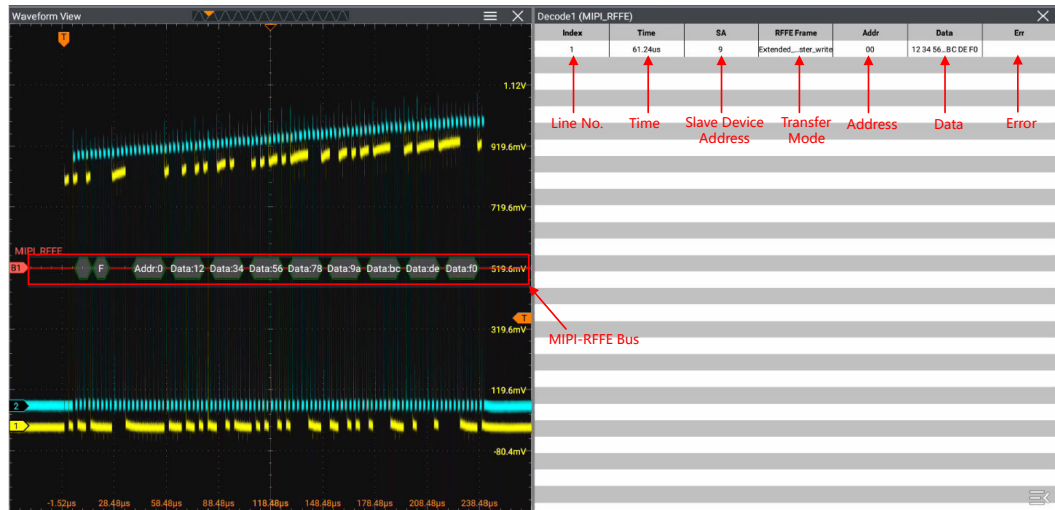 Waveform View
T
1.12V
919.6mV
719.6mV
MIPI_RFFE
B1 F Addr:0 Data:12 Data:34 Data:56 Data:78 Data:9a Data:bc Data:de Data:f0 519.6mV
T
319.6mV
119.6mV
2
1
-80.4mV
-1.52μs 28.48μs 58.48μs 88.48μs 118.48μs 148.48μs 178.48μs 208.48μs 238.48μs
Decode1 (MIPI_RFFE)
Index Time SA RFFE Frame Addr Data Err
1 61.24us 9 Extended_...ster_write 00 12 34 56...BC DE F0
Line No. Time Slave Device Address Transfer Mode Address Data Error
MIPI-RFFE Bus